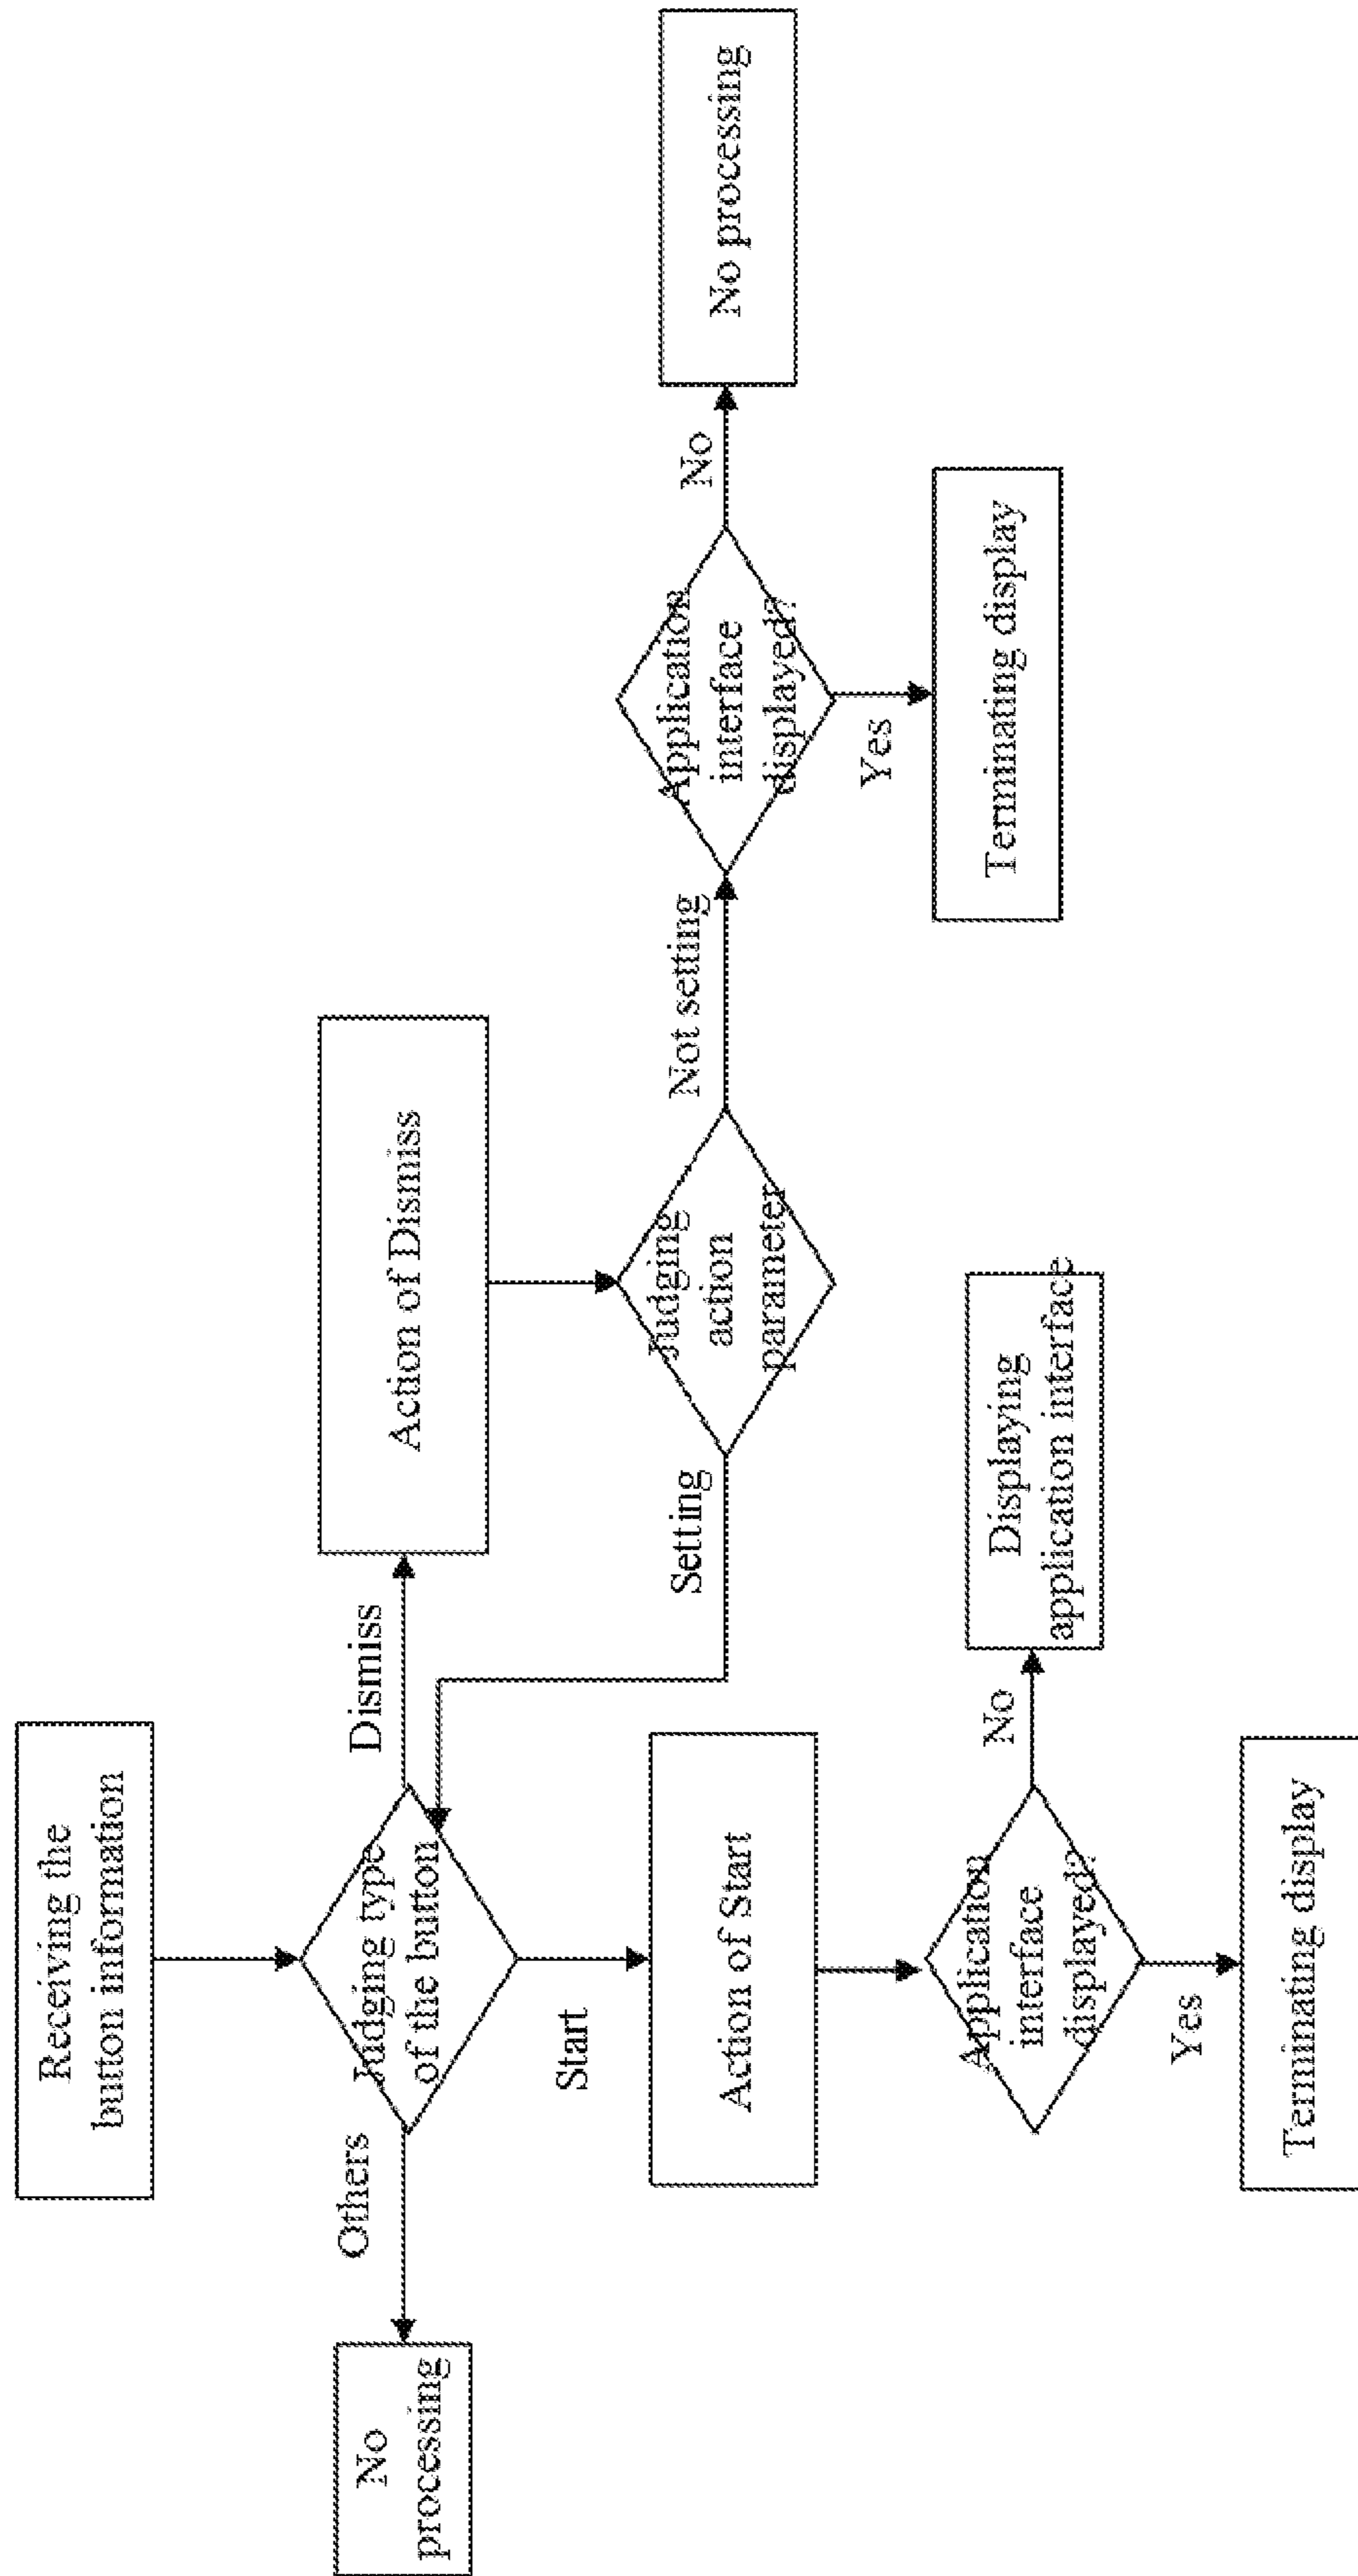 Receiving the
button information
Others
Judging type
of the button
Dismiss
No
processing
Action of Dismiss
Start
Setting
Judging
action
parameter
Not setting
Application
interface
displayed?
No
No processing
Yes
Terminating display
Action of Start
Application
interface
displayed?
No
Displaying
application interface
Yes
Terminating display